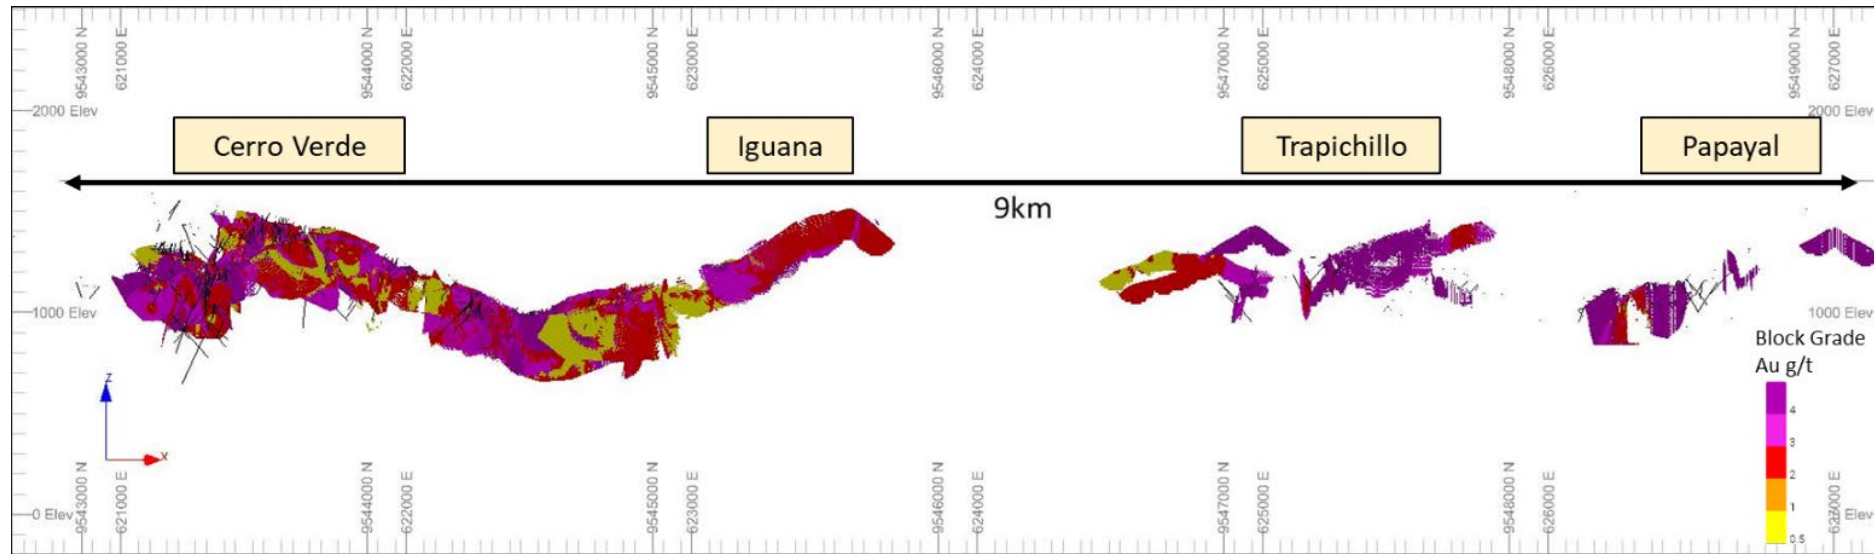 9543000 N
621000 E
9544000 N
622000 E
9545000 N
623000 E
9546000 N
624000 E
9547000 N
625000 E
9548000 N
626000 E
9549000 N
627000 E
2000 Elev
2000 Elev
Cerro Verde
Iguana
Trapichillo
Papayal
9km
1000 Elev
1000 Elev
Block Grade
Au g/t
4
3
2
1
0.5
Z
X
0 Elev
Elev
9543000 N
621000 E
9544000 N
622000 E
9545000 N
623000 E
9546000 N
624000 E
9547000 N
625000 E
9548000 N
626000 E
627000 E